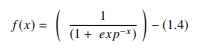 f(x) = ( 1 / (1 + exp⁻ˣ) ) − (1.4)